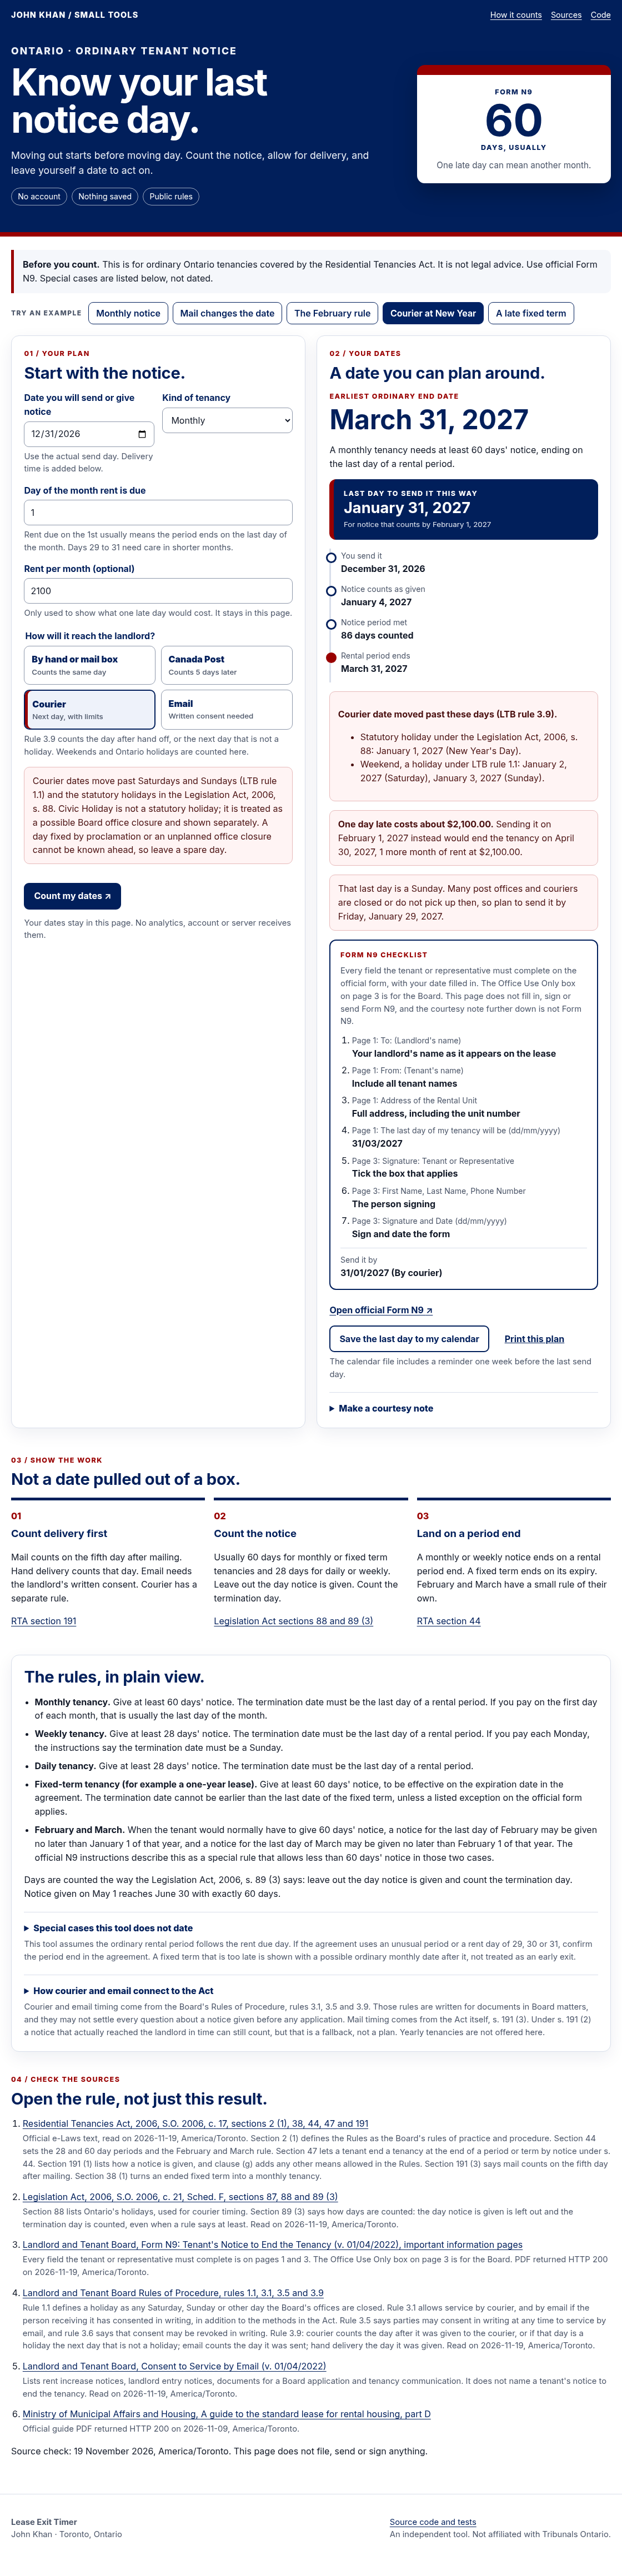 JOHN KHAN / SMALL TOOLS
How it counts Sources Code
ONTARIO · ORDINARY TENANT NOTICE
Know your last
notice day.
Moving out starts before moving day. Count the notice, allow for delivery, and
leave yourself a date to act on.
No account Nothing saved Public rules
FORM N9
60
DAYS, USUALLY
One late day can mean another month.
Before you count. This is for ordinary Ontario tenancies covered by the Residential Tenancies Act. It is not legal advice. Use official Form
N9. Special cases are listed below, not dated.
TRY AN EXAMPLE Monthly notice Mail changes the date The February rule Courier at New Year A late fixed term
01 / YOUR PLAN
Start with the notice.
Date you will send or give
notice
12/31/2026
Use the actual send day. Delivery
time is added below.
Kind of tenancy
Monthly
Day of the month rent is due
1
Rent due on the 1st usually means the period ends on the last day of
the month. Days 29 to 31 need care in shorter months.
Rent per month (optional)
2100
Only used to show what one late day would cost. It stays in this page.
How will it reach the landlord?
By hand or mail box
Counts the same day
Canada Post
Counts 5 days later
Courier
Next day, with limits
Email
Written consent needed
Rule 3.9 counts the day after hand off, or the next day that is not a
holiday. Weekends and Ontario holidays are counted here.
Courier dates move past Saturdays and Sundays (LTB rule
1.1) and the statutory holidays in the Legislation Act, 2006,
s. 88. Civic Holiday is not a statutory holiday; it is treated as
a possible Board office closure and shown separately. A
day fixed by proclamation or an unplanned office closure
cannot be known ahead, so leave a spare day.
Count my dates ↗
Your dates stay in this page. No analytics, account or server receives
them.
02 / YOUR DATES
A date you can plan around.
EARLIEST ORDINARY END DATE
March 31, 2027
A monthly tenancy needs at least 60 days' notice, ending on
the last day of a rental period.
LAST DAY TO SEND IT THIS WAY
January 31, 2027
For notice that counts by February 1, 2027
You send it
December 31, 2026
Notice counts as given
January 4, 2027
Notice period met
86 days counted
Rental period ends
March 31, 2027
Courier date moved past these days (LTB rule 3.9).
• Statutory holiday under the Legislation Act, 2006, s.
88: January 1, 2027 (New Year's Day).
• Weekend, a holiday under LTB rule 1.1: January 2,
2027 (Saturday), January 3, 2027 (Sunday).
One day late costs about $2,100.00. Sending it on
February 1, 2027 instead would end the tenancy on April
30, 2027, 1 more month of rent at $2,100.00.
That last day is a Sunday. Many post offices and couriers
are closed or do not pick up then, so plan to send it by
Friday, January 29, 2027.
FORM N9 CHECKLIST
Every field the tenant or representative must complete on the
official form, with your date filled in. The Office Use Only box
on page 3 is for the Board. This page does not fill in, sign or
send Form N9, and the courtesy note further down is not Form
N9.
1. Page 1: To: (Landlord's name)
Your landlord's name as it appears on the lease
2. Page 1: From: (Tenant's name)
Include all tenant names
3. Page 1: Address of the Rental Unit
Full address, including the unit number
4. Page 1: The last day of my tenancy will be (dd/mm/yyyy)
31/03/2027
5. Page 3: Signature: Tenant or Representative
Tick the box that applies
6. Page 3: First Name, Last Name, Phone Number
The person signing
7. Page 3: Signature and Date (dd/mm/yyyy)
Sign and date the form
Send it by
31/01/2027 (By courier)
Open official Form N9 ↗
Save the last day to my calendar Print this plan
The calendar file includes a reminder one week before the last send
day.
▶ Make a courtesy note
03 / SHOW THE WORK
Not a date pulled out of a box.
01
Count delivery first
Mail counts on the fifth day after mailing.
Hand delivery counts that day. Email needs
the landlord's written consent. Courier has a
separate rule.
RTA section 191
02
Count the notice
Usually 60 days for monthly or fixed term
tenancies and 28 days for daily or weekly.
Leave out the day notice is given. Count the
termination day.
Legislation Act sections 88 and 89 (3)
03
Land on a period end
A monthly or weekly notice ends on a rental
period end. A fixed term ends on its expiry.
February and March have a small rule of their
own.
RTA section 44
The rules, in plain view.
• Monthly tenancy. Give at least 60 days' notice. The termination date must be the last day of a rental period. If you pay on the first day
of each month, that is usually the last day of the month.
• Weekly tenancy. Give at least 28 days' notice. The termination date must be the last day of a rental period. If you pay each Monday,
the instructions say the termination date must be a Sunday.
• Daily tenancy. Give at least 28 days' notice. The termination date must be the last day of a rental period.
• Fixed-term tenancy (for example a one-year lease). Give at least 60 days' notice, to be effective on the expiration date in the
agreement. The termination date cannot be earlier than the last date of the fixed term, unless a listed exception on the official form
applies.
• February and March. When the tenant would normally have to give 60 days' notice, a notice for the last day of February may be given
no later than January 1 of that year, and a notice for the last day of March may be given no later than February 1 of that year. The
official N9 instructions describe this as a special rule that allows less than 60 days' notice in those two cases.
Days are counted the way the Legislation Act, 2006, s. 89 (3) says: leave out the day notice is given and count the termination day.
Notice given on May 1 reaches June 30 with exactly 60 days.
▶ Special cases this tool does not date
This tool assumes the ordinary rental period follows the rent due day. If the agreement uses an unusual period or a rent day of 29, 30 or 31, confirm
the period end in the agreement. A fixed term that is too late is shown with a possible ordinary monthly date after it, not treated as an early exit.
▶ How courier and email connect to the Act
Courier and email timing come from the Board's Rules of Procedure, rules 3.1, 3.5 and 3.9. Those rules are written for documents in Board matters,
and they may not settle every question about a notice given before any application. Mail timing comes from the Act itself, s. 191 (3). Under s. 191 (2)
a notice that actually reached the landlord in time can still count, but that is a fallback, not a plan. Yearly tenancies are not offered here.
04 / CHECK THE SOURCES
Open the rule, not just this result.
1. Residential Tenancies Act, 2006, S.O. 2006, c. 17, sections 2 (1), 38, 44, 47 and 191
Official e-Laws text, read on 2026-11-19, America/Toronto. Section 2 (1) defines the Rules as the Board's rules of practice and procedure. Section 44
sets the 28 and 60 day periods and the February and March rule. Section 47 lets a tenant end a tenancy at the end of a period or term by notice under s.
44. Section 191 (1) lists how a notice is given, and clause (g) adds any other means allowed in the Rules. Section 191 (3) says mail counts on the fifth day
after mailing. Section 38 (1) turns an ended fixed term into a monthly tenancy.
2. Legislation Act, 2006, S.O. 2006, c. 21, Sched. F, sections 87, 88 and 89 (3)
Section 88 lists Ontario's holidays, used for courier timing. Section 89 (3) says how days are counted: the day notice is given is left out and the
termination day is counted, even when a rule says at least. Read on 2026-11-19, America/Toronto.
3. Landlord and Tenant Board, Form N9: Tenant's Notice to End the Tenancy (v. 01/04/2022), important information pages
Every field the tenant or representative must complete is on pages 1 and 3. The Office Use Only box on page 3 is for the Board. PDF returned HTTP 200
on 2026-11-19, America/Toronto.
4. Landlord and Tenant Board Rules of Procedure, rules 1.1, 3.1, 3.5 and 3.9
Rule 1.1 defines a holiday as any Saturday, Sunday or other day the Board's offices are closed. Rule 3.1 allows service by courier, and by email if the
person receiving it has consented in writing, in addition to the methods in the Act. Rule 3.5 says parties may consent in writing at any time to service by
email, and rule 3.6 says that consent may be revoked in writing. Rule 3.9: courier counts the day after it was given to the courier, or if that day is a
holiday the next day that is not a holiday; email counts the day it was sent; hand delivery the day it was given. Read on 2026-11-19, America/Toronto.
5. Landlord and Tenant Board, Consent to Service by Email (v. 01/04/2022)
Lists rent increase notices, landlord entry notices, documents for a Board application and tenancy communication. It does not name a tenant's notice to
end the tenancy. Read on 2026-11-19, America/Toronto.
6. Ministry of Municipal Affairs and Housing, A guide to the standard lease for rental housing, part D
Official guide PDF returned HTTP 200 on 2026-11-09, America/Toronto.
Source check: 19 November 2026, America/Toronto. This page does not file, send or sign anything.
Lease Exit Timer
John Khan · Toronto, Ontario
Source code and tests
An independent tool. Not affiliated with Tribunals Ontario.